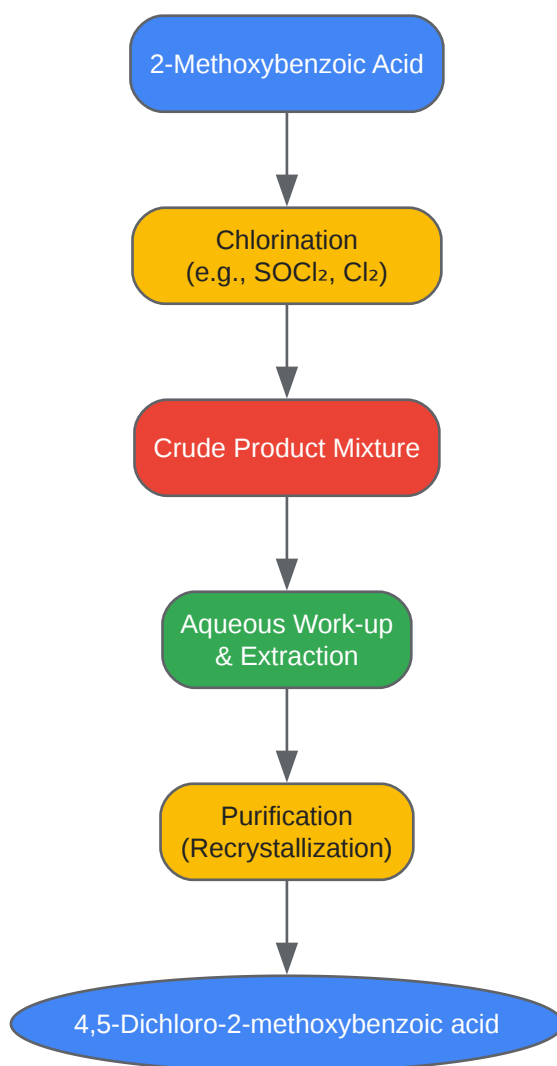 2-Methoxybenzoic Acid
Chlorination
(e.g., SOCl₂, Cl₂)
Crude Product Mixture
Aqueous Work-up
& Extraction
Purification
(Recrystallization)
4,5-Dichloro-2-methoxybenzoic acid